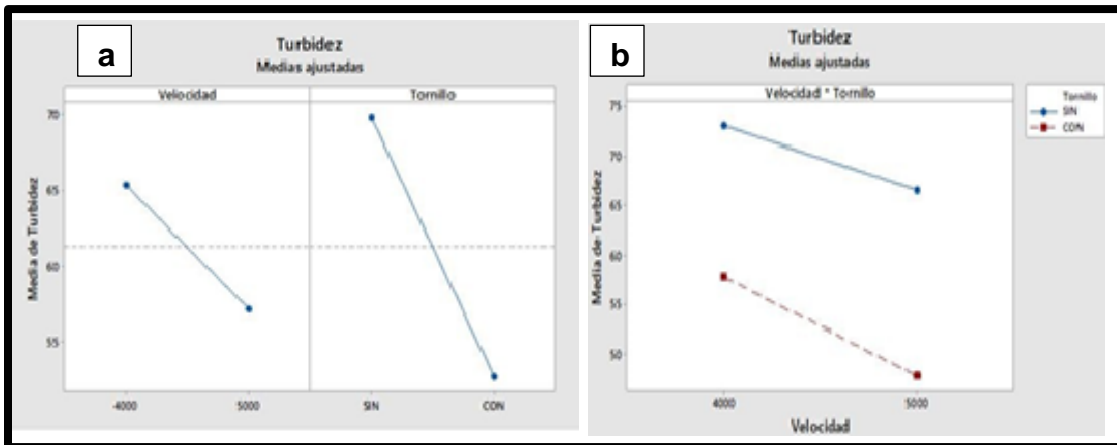 a
Turbidez
Medias ajustadas
Velocidad
Tornillo
70
65
60
55
Media de Turbidez
4000
5000
SIN
CON
b
Turbidez
Medias ajustadas
Velocidad * Tornillo
75
70
65
60
55
50
Media de Turbidez
4000
5000
Velocidad
Tornillo
SIN
CON